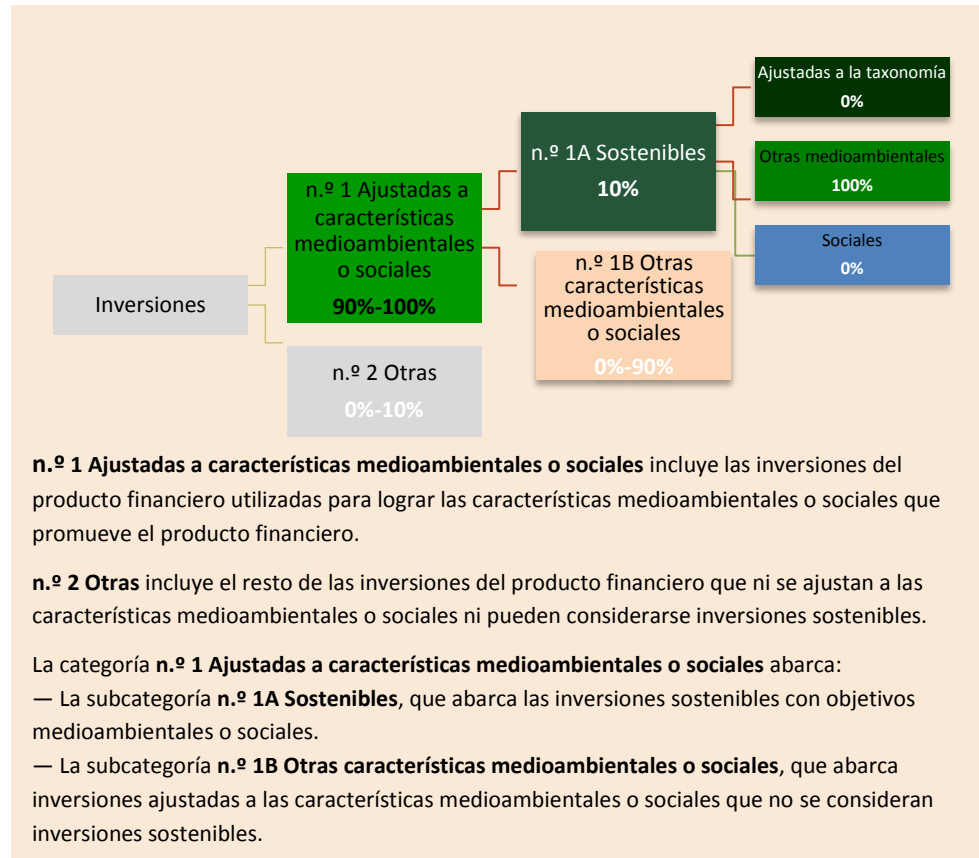 Ajustadas a la taxonomía
0%
n.º 1A Sostenibles
10%
Otras medioambientales
100%
n.º 1 Ajustadas a
características
medioambientales
o sociales
90%-100%
Sociales
0%
n.º 1B Otras
características
medioambientales
o sociales
0%-90%
Inversiones
n.º 2 Otras
0%-10%
n.º 1 Ajustadas a características medioambientales o sociales incluye las inversiones del
producto financiero utilizadas para lograr las características medioambientales o sociales que
promueve el producto financiero.
n.º 2 Otras incluye el resto de las inversiones del producto financiero que ni se ajustan a las
características medioambientales o sociales ni pueden considerarse inversiones sostenibles.
La categoría n.º 1 Ajustadas a características medioambientales o sociales abarca:
— La subcategoría n.º 1A Sostenibles, que abarca las inversiones sostenibles con objetivos
medioambientales o sociales.
— La subcategoría n.º 1B Otras características medioambientales o sociales, que abarca
inversiones ajustadas a las características medioambientales o sociales que no se consideran
inversiones sostenibles.